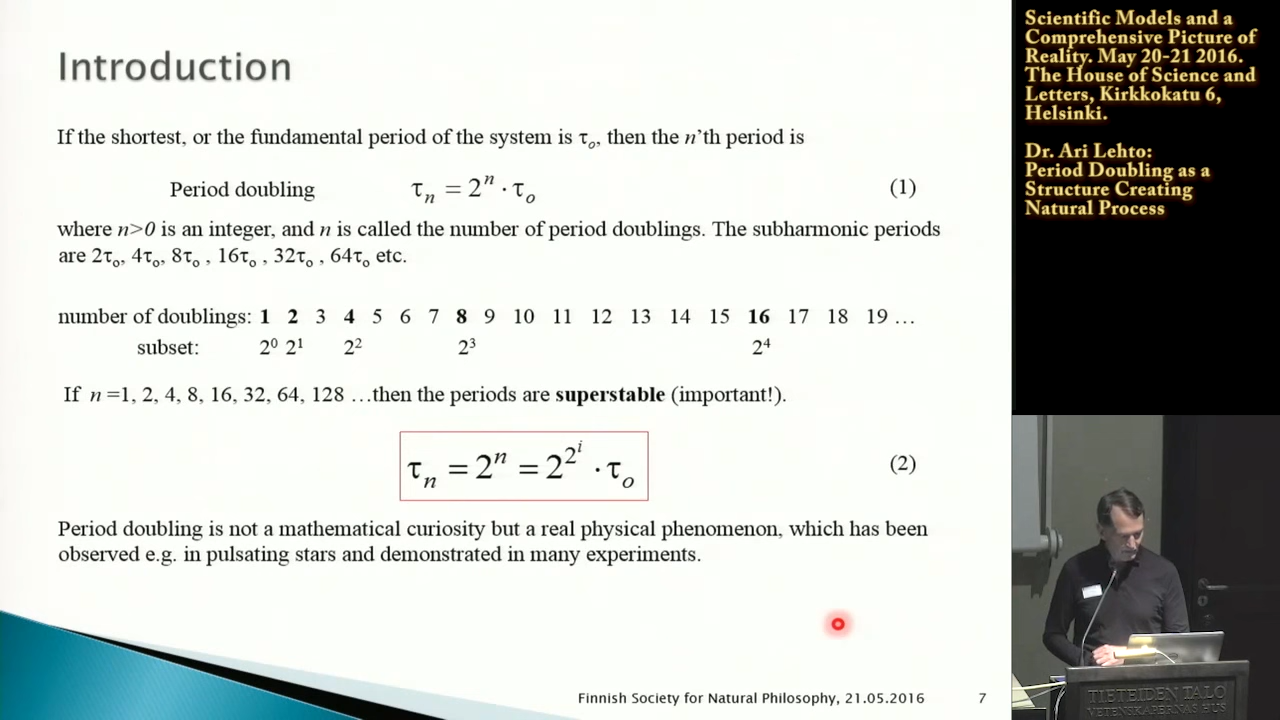 Introduction
If the shortest, or the fundamental period of the system is τₒ, then the n'th period is
Period doubling τₙ = 2ⁿ · τₒ (1)
where n>0 is an integer, and n is called the number of period doublings. The subharmonic periods
are 2τₒ, 4τₒ, 8τₒ , 16τₒ , 32τₒ , 64τₒ etc.
number of doublings: 1 2 3 4 5 6 7 8 9 10 11 12 13 14 15 16 17 18 19 …
subset: 2⁰ 2¹ 2² 2³ 2⁴
If n =1, 2, 4, 8, 16, 32, 64, 128 …then the periods are superstable (important!).
τₙ = 2ⁿ = 2^(2^i) · τₒ (2)
Period doubling is not a mathematical curiosity but a real physical phenomenon, which has been
observed e.g. in pulsating stars and demonstrated in many experiments.
Finnish Society for Natural Philosophy, 21.05.2016 7
Scientific Models and a
Comprehensive Picture of
Reality. May 20-21 2016.
The House of Science and
Letters, Kirkkokatu 6,
Helsinki.
Dr. Ari Lehto:
Period Doubling as a
Structure Creating
Natural Process
TIETEIDEN TALO
VETENSKAPERNAS HUS